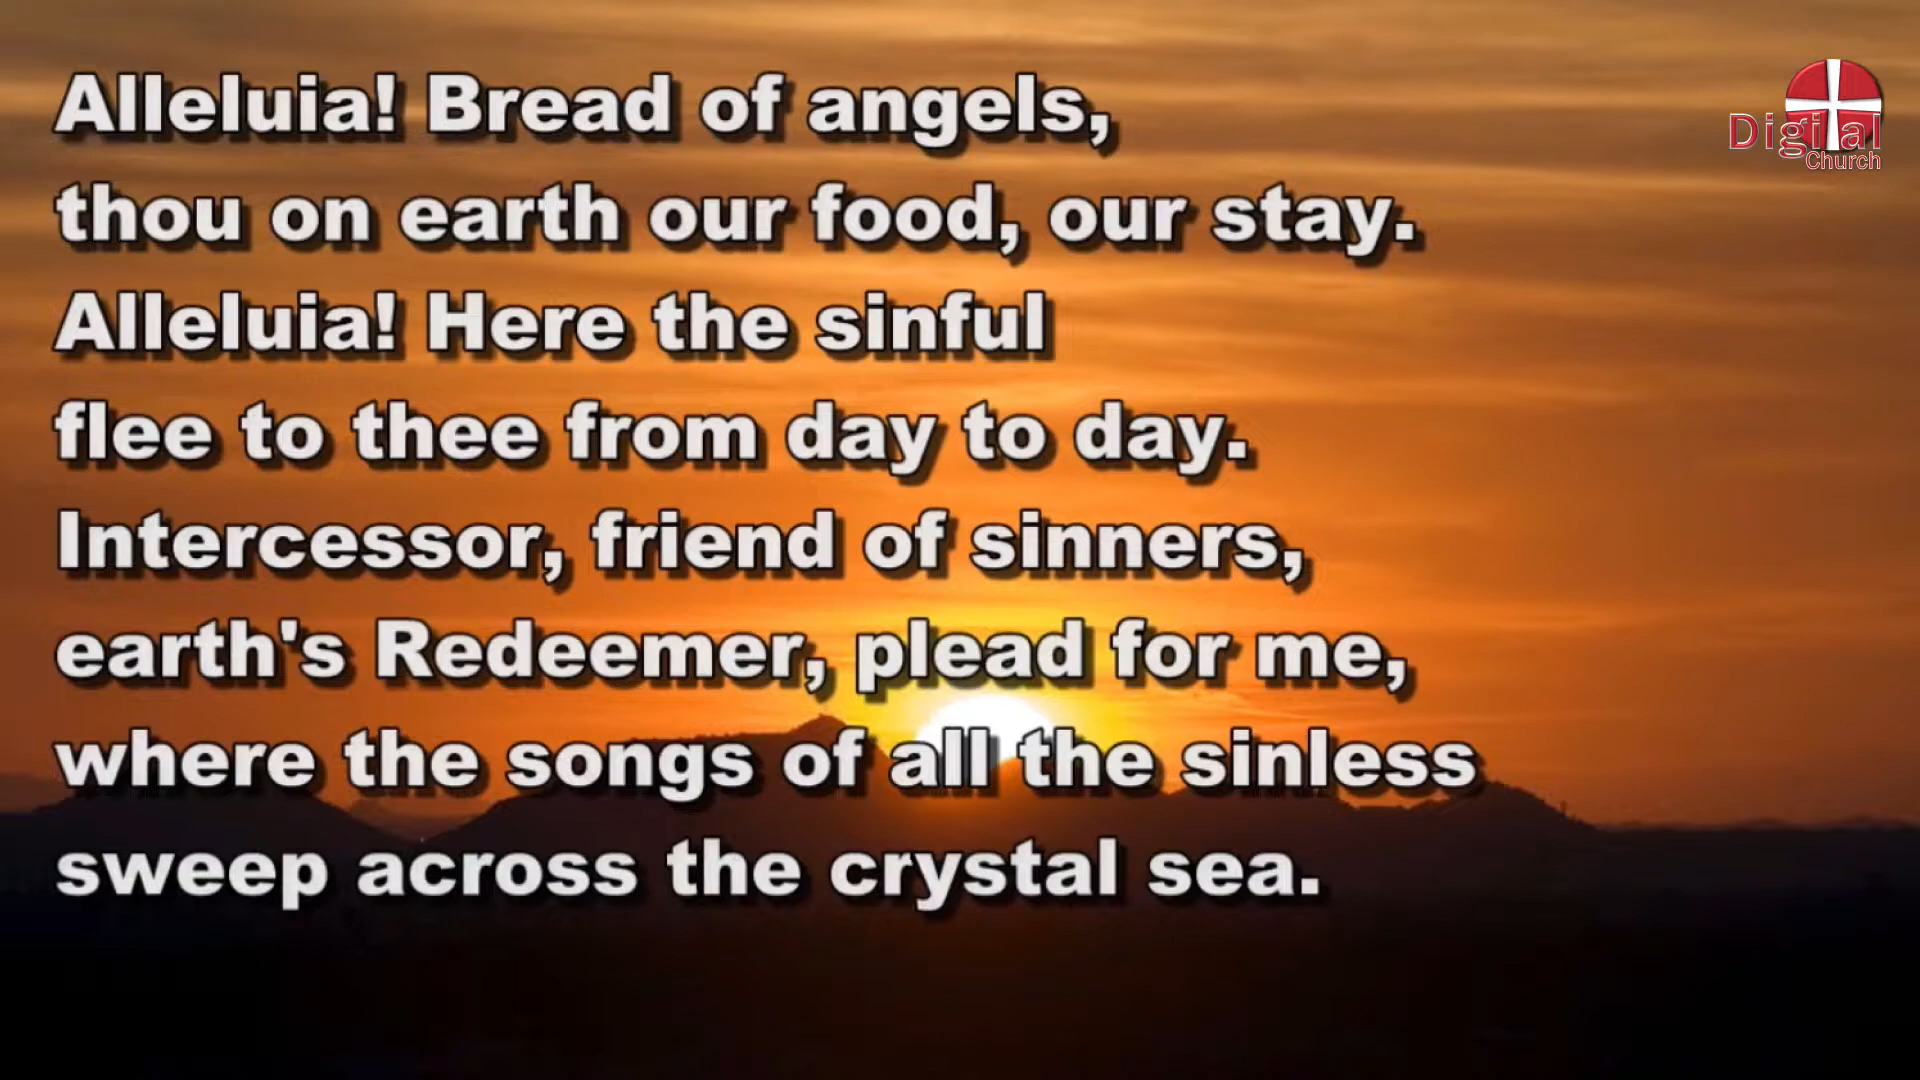 Alleluia! Bread of angels,
thou on earth our food, our stay.
Alleluia! Here the sinful
flee to thee from day to day.
Intercessor, friend of sinners,
earth's Redeemer, plead for me,
where the songs of all the sinless
sweep across the crystal sea.
Digital
Church